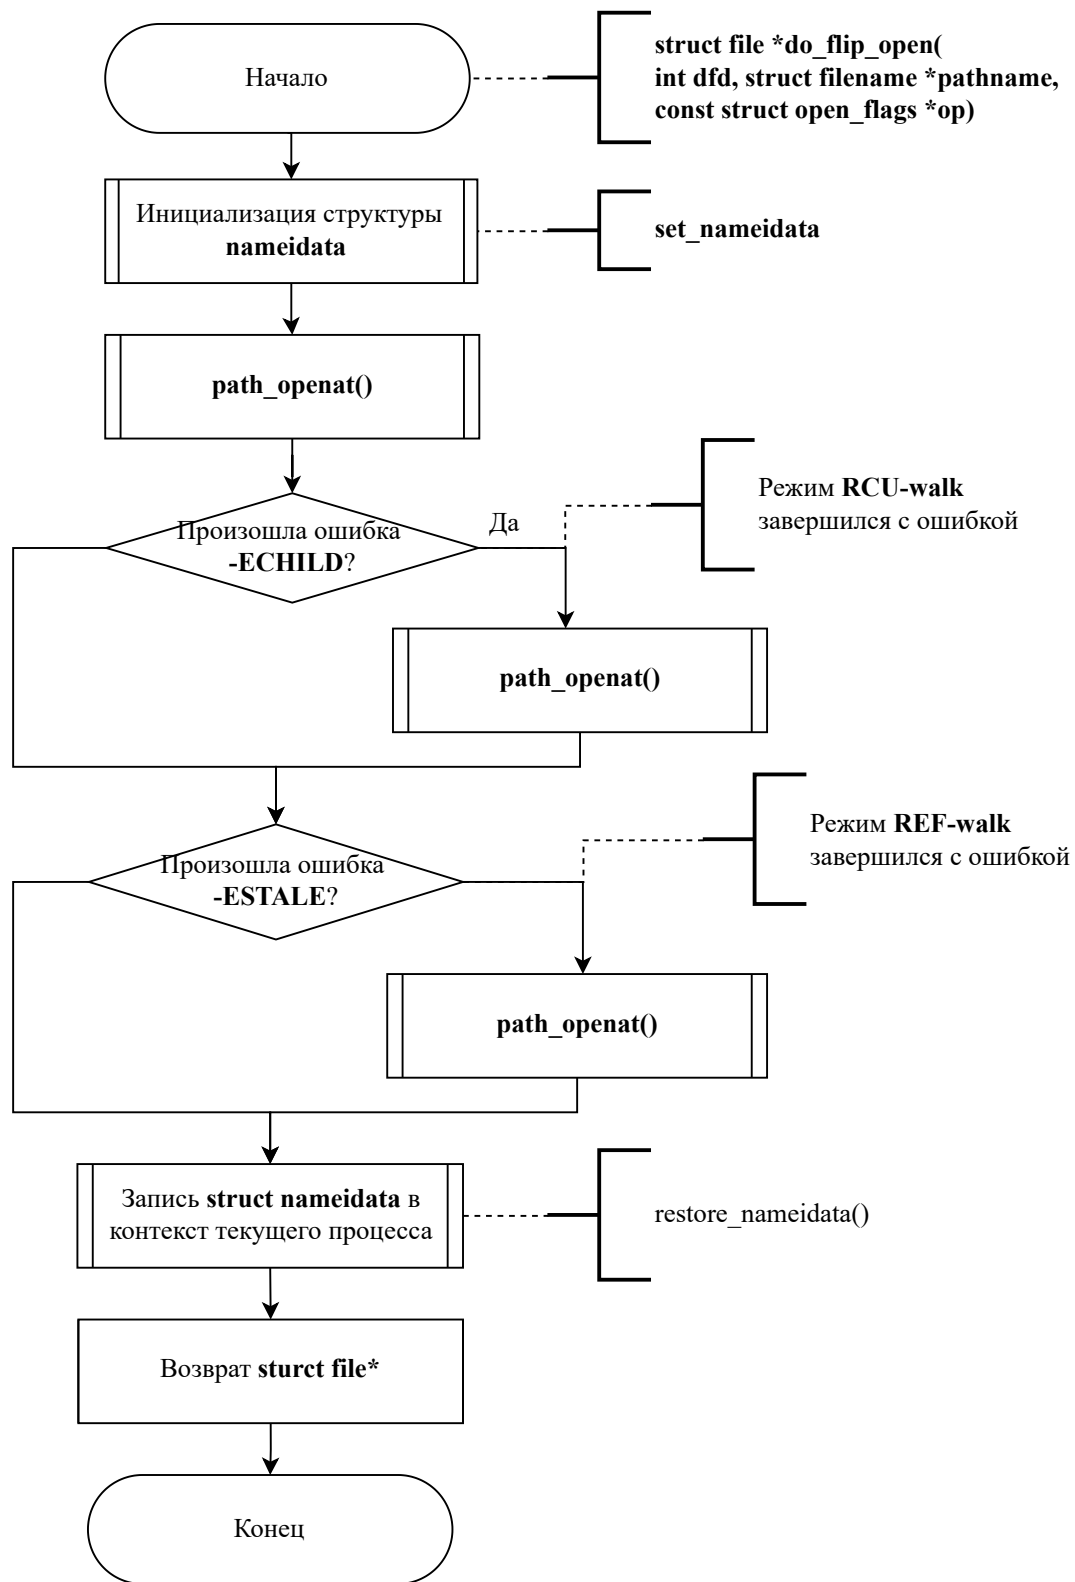 Начало
struct file *do_flip_open(
int dfd, struct filename *pathname,
const struct open_flags *op)
Инициализация структуры
nameidata
set_nameidata
path_openat()
Произошла ошибка
-ECHILD?
Да
Режим RCU-walk
завершился с ошибкой
path_openat()
Произошла ошибка
-ESTALE?
Режим REF-walk
завершился с ошибкой
path_openat()
Запись struct nameidata в
контекст текущего процесса
restore_nameidata()
Возврат sturct file*
Конец